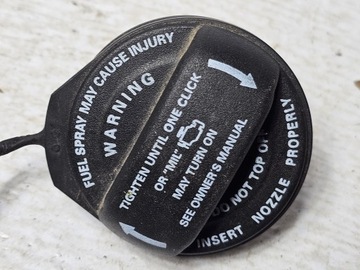 FUEL SPRAY MAY CAUSE INJURY
WARNING
TIGHTEN UNTIL ONE CLICK
OR "MIL"
MAY TURN ON
SEE OWNER'S MANUAL
DO NOT TOP
INSERT NOZZLE PROPERLY